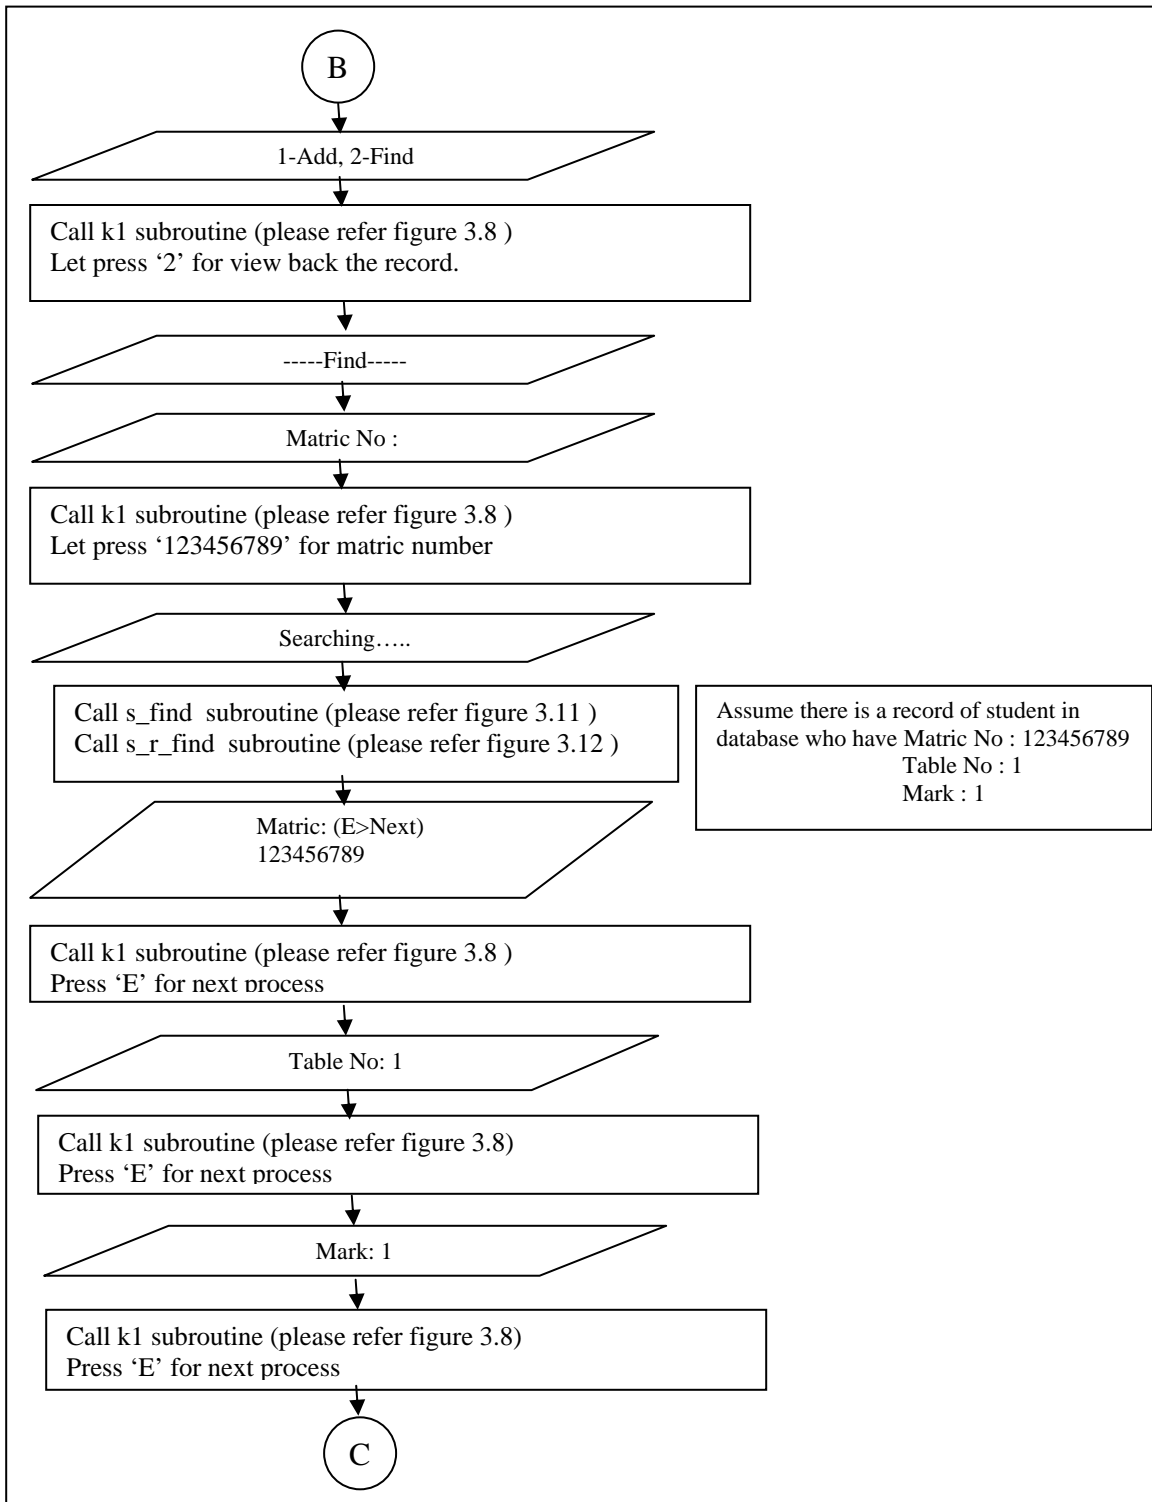 B
1-Add, 2-Find
Call k1 subroutine (please refer figure 3.8 )
Let press ‘2’ for view back the record.
-----Find-----
Matric No :
Call k1 subroutine (please refer figure 3.8 )
Let press ‘123456789’ for matric number
Searching…..
Call s_find  subroutine (please refer figure 3.11 )
Call s_r_find  subroutine (please refer figure 3.12 )
Assume there is a record of student in
database who have Matric No : 123456789
Table No : 1
Mark : 1
Matric: (E>Next)
123456789
Call k1 subroutine (please refer figure 3.8 )
Press ‘E’ for next process
Table No: 1
Call k1 subroutine (please refer figure 3.8)
Press ‘E’ for next process
Mark: 1
Call k1 subroutine (please refer figure 3.8)
Press ‘E’ for next process
C